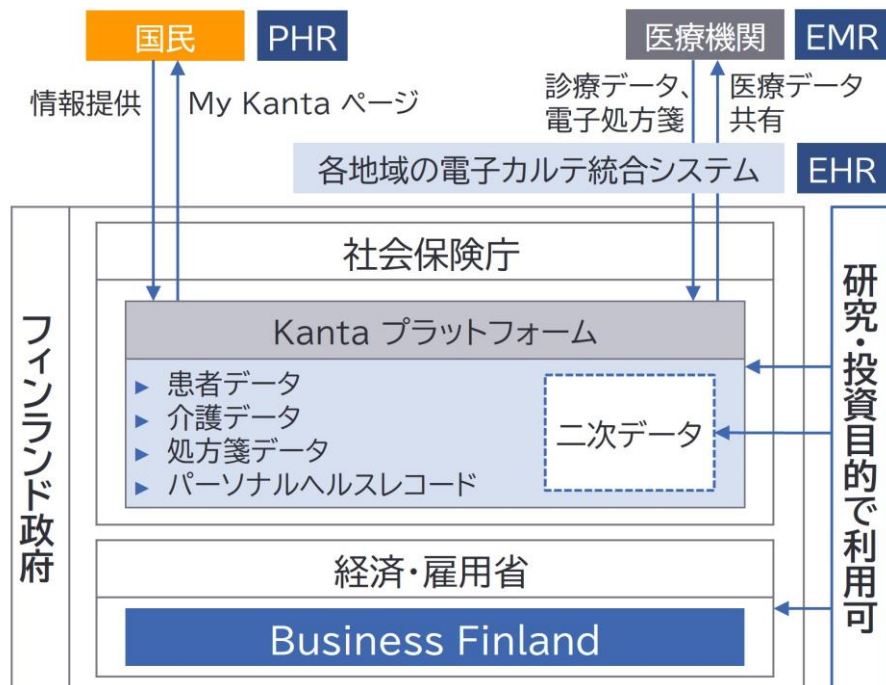 国民
PHR
医療機関
EMR
情報提供
My Kanta ページ
診療データ、
電子処方箋
医療データ
共有
各地域の電子カルテ統合システム
EHR
フィンランド政府
社会保険庁
Kanta プラットフォーム
▶ 患者データ
▶ 介護データ
▶ 処方箋データ
▶ パーソナルヘルスレコード
二次データ
経済・雇用省
Business Finland
研究・投資目的で利用可